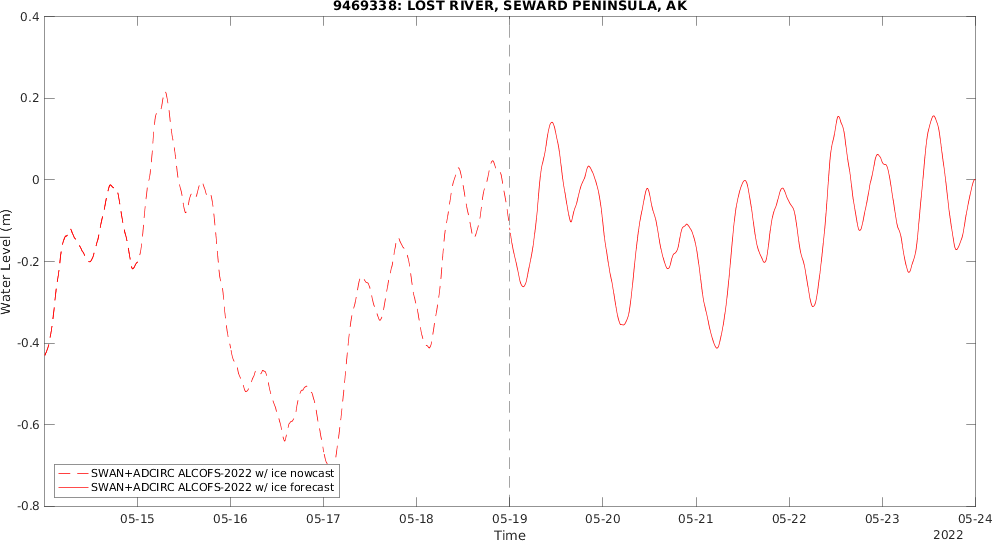 9469338: LOST RIVER, SEWARD PENINSULA, AK
0.4
0.2
0
-0.2
-0.4
-0.6
-0.8
Water Level (m)
SWAN+ADCIRC ALCOFS-2022 w/ ice nowcast
SWAN+ADCIRC ALCOFS-2022 w/ ice forecast
05-15 05-16 05-17 05-18 05-19 05-20 05-21 05-22 05-23 05-24
Time
2022